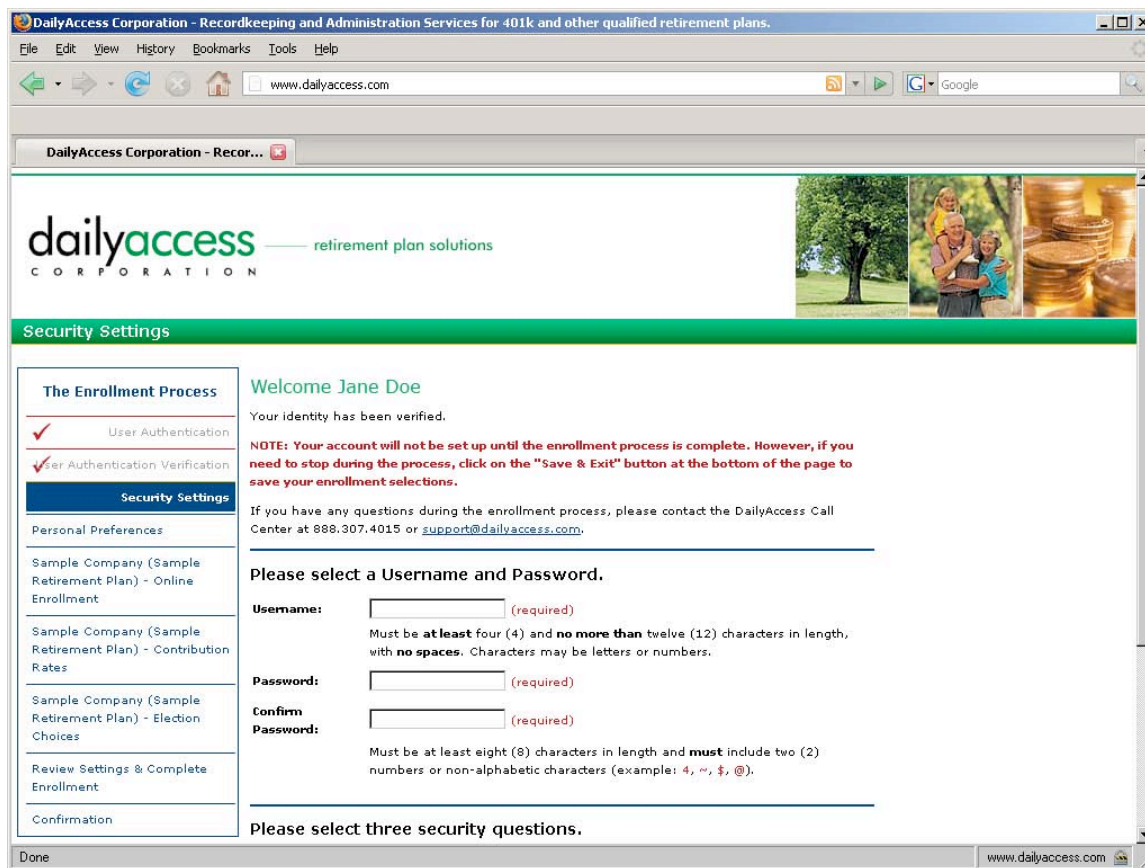 DailyAccess Corporation - Recordkeeping and Administration Services for 401k and other qualified retirement plans.
File Edit View History Bookmarks Tools Help
www.dailyaccess.com
G Google
DailyAccess Corporation - Recor...
dailyaccess
CORPORATION
retirement plan solutions
Security Settings
The Enrollment Process
User Authentication
User Authentication Verification
Security Settings
Personal Preferences
Sample Company (Sample
Retirement Plan) - Online
Enrollment
Sample Company (Sample
Retirement Plan) - Contribution
Rates
Sample Company (Sample
Retirement Plan) - Election
Choices
Review Settings & Complete
Enrollment
Confirmation
Welcome Jane Doe
Your identity has been verified.
NOTE: Your account will not be set up until the enrollment process is complete. However, if you
need to stop during the process, click on the "Save & Exit" button at the bottom of the page to
save your enrollment selections.
If you have any questions during the enrollment process, please contact the DailyAccess Call
Center at 888.307.4015 or support@dailyaccess.com.
Please select a Username and Password.
Username: (required)
Must be at least four (4) and no more than twelve (12) characters in length,
with no spaces. Characters may be letters or numbers.
Password: (required)
Confirm
Password: (required)
Must be at least eight (8) characters in length and must include two (2)
numbers or non-alphabetic characters (example: 4, ~, $, @).
Please select three security questions.
Done
www.dailyaccess.com